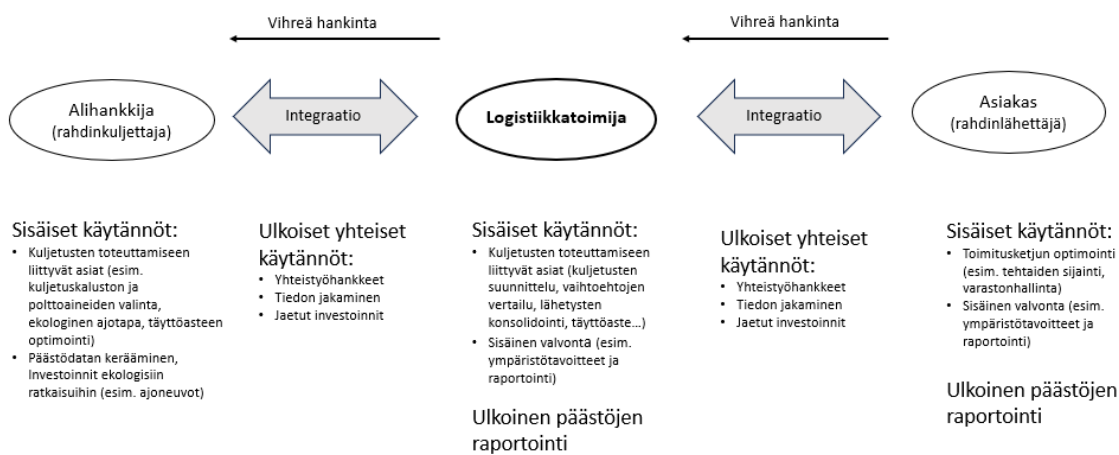 Vihreä hankinta
Vihreä hankinta
Alihankkija
(rahdinkuljettaja)
Integraatio
Logistiikkatoimija
Integraatio
Asiakas
(rahdinlähettäjä)
Sisäiset käytännöt:
• Kuljetusten toteuttamiseen
liittyvät asiat (esim.
kuljetuskaluston ja
polttoaineiden valinta,
ekologinen ajotapa, täyttöasteen
optimointi)
• Päästödatan kerääminen,
Investoinnit ekologisiin
ratkaisuihin (esim. ajoneuvot)
Ulkoiset yhteiset
käytännöt:
• Yhteistyöhankkeet
• Tiedon jakaminen
• Jaetut investoinnit
Sisäiset käytännöt:
• Kuljetusten toteuttamiseen
liittyvät asiat (kuljetusten
suunnittelu, vaihtoehtojen
vertailu, lähetysten
konsolidointi, täyttöaste…)
• Sisäinen valvonta (esim.
ympäristötavoitteet ja
raportointi)
Ulkoinen päästöjen
raportointi
Ulkoiset yhteiset
käytännöt:
• Yhteistyöhankkeet
• Tiedon jakaminen
• Jaetut investoinnit
Sisäiset käytännöt:
• Toimitusketjun optimointi
(esim. tehtaiden sijainti,
varastonhallinta)
• Sisäinen valvonta (esim.
ympäristötavoitteet ja
raportointi)
Ulkoinen päästöjen
raportointi